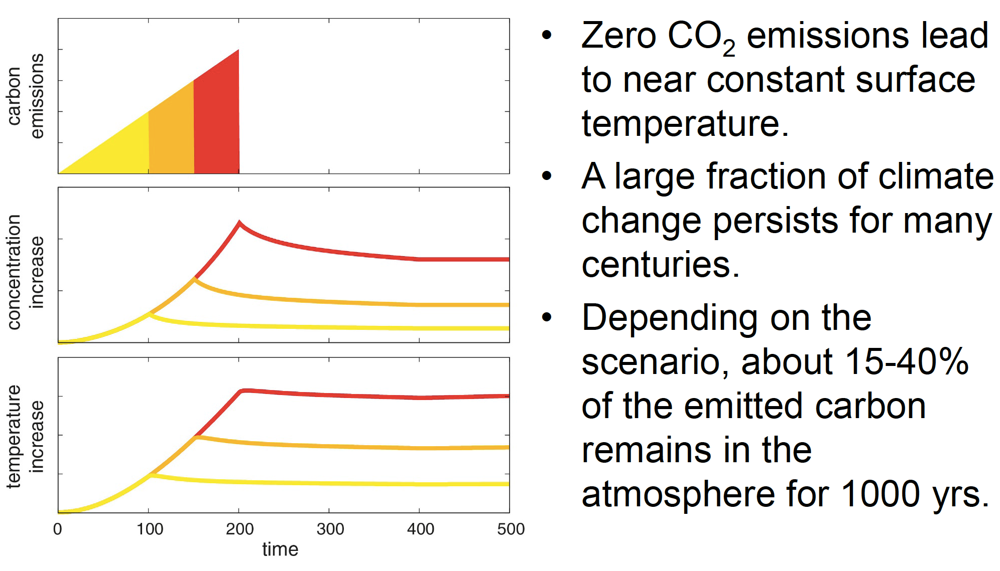 carbon
emissions
concentration
increase
temperature
increase
0 100 200 300 400 500
time
• Zero CO₂ emissions lead
to near constant surface
temperature.
• A large fraction of climate
change persists for many
centuries.
• Depending on the
scenario, about 15-40%
of the emitted carbon
remains in the
atmosphere for 1000 yrs.